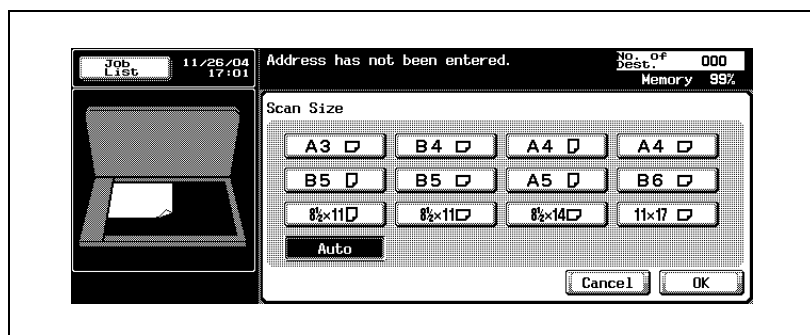 Job List 11/26/04 17:01
Address has not been entered.
No. of Dest. 000
Memory 99%
Scan Size
A3 B4 A4 A4
B5 B5 A5 B6
8½×11 8½×11 8½×14 11×17
Auto
Cancel OK